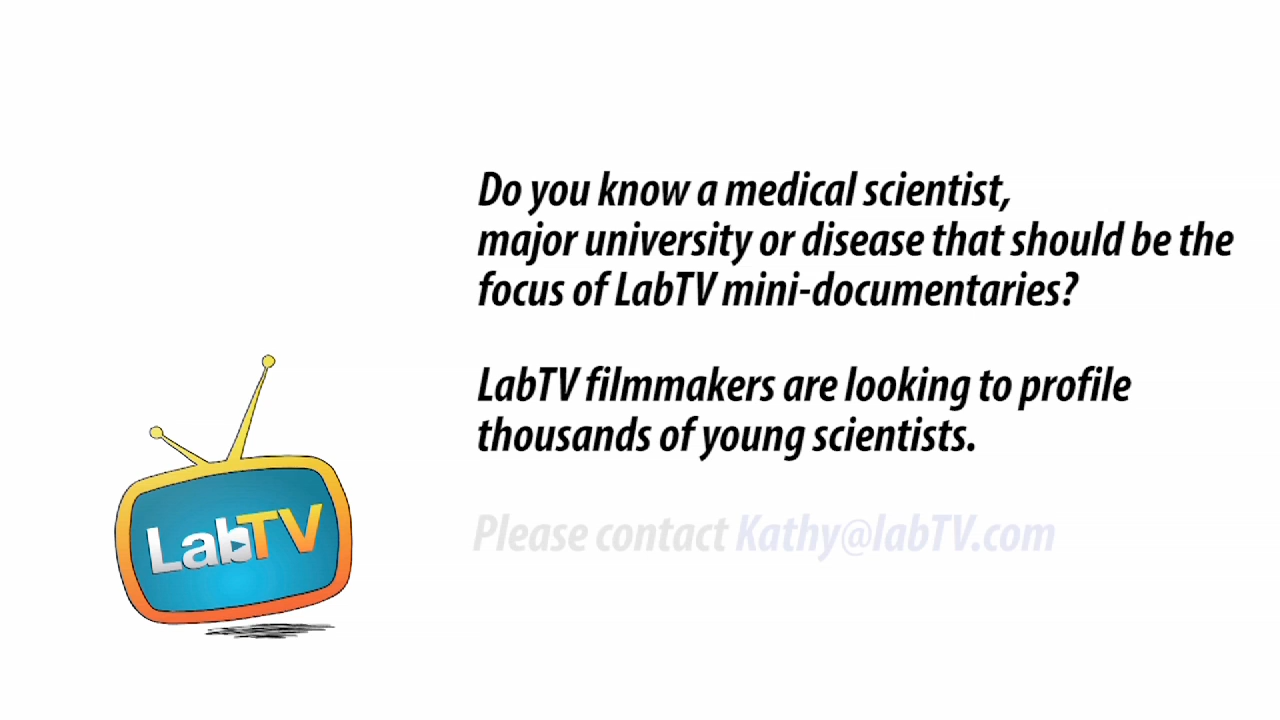 Do you know a medical scientist,
major university or disease that should be the
focus of LabTV mini-documentaries?
LabTV filmmakers are looking to profile
thousands of young scientists.
LabTV
Please contact Kathy@labTV.com